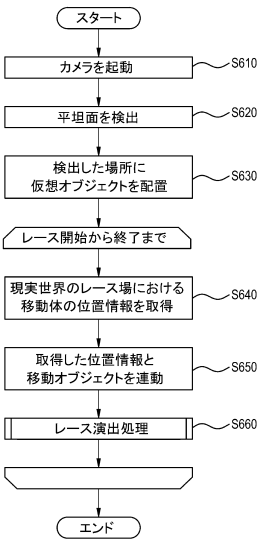 スタート
カメラを起動
S610
平坦面を検出
S620
検出した場所に
仮想オブジェクトを配置
S630
レース開始から終了まで
現実世界のレース場における
移動体の位置情報を取得
S640
取得した位置情報と
移動オブジェクトを連動
S650
レース演出処理
S660
エンド